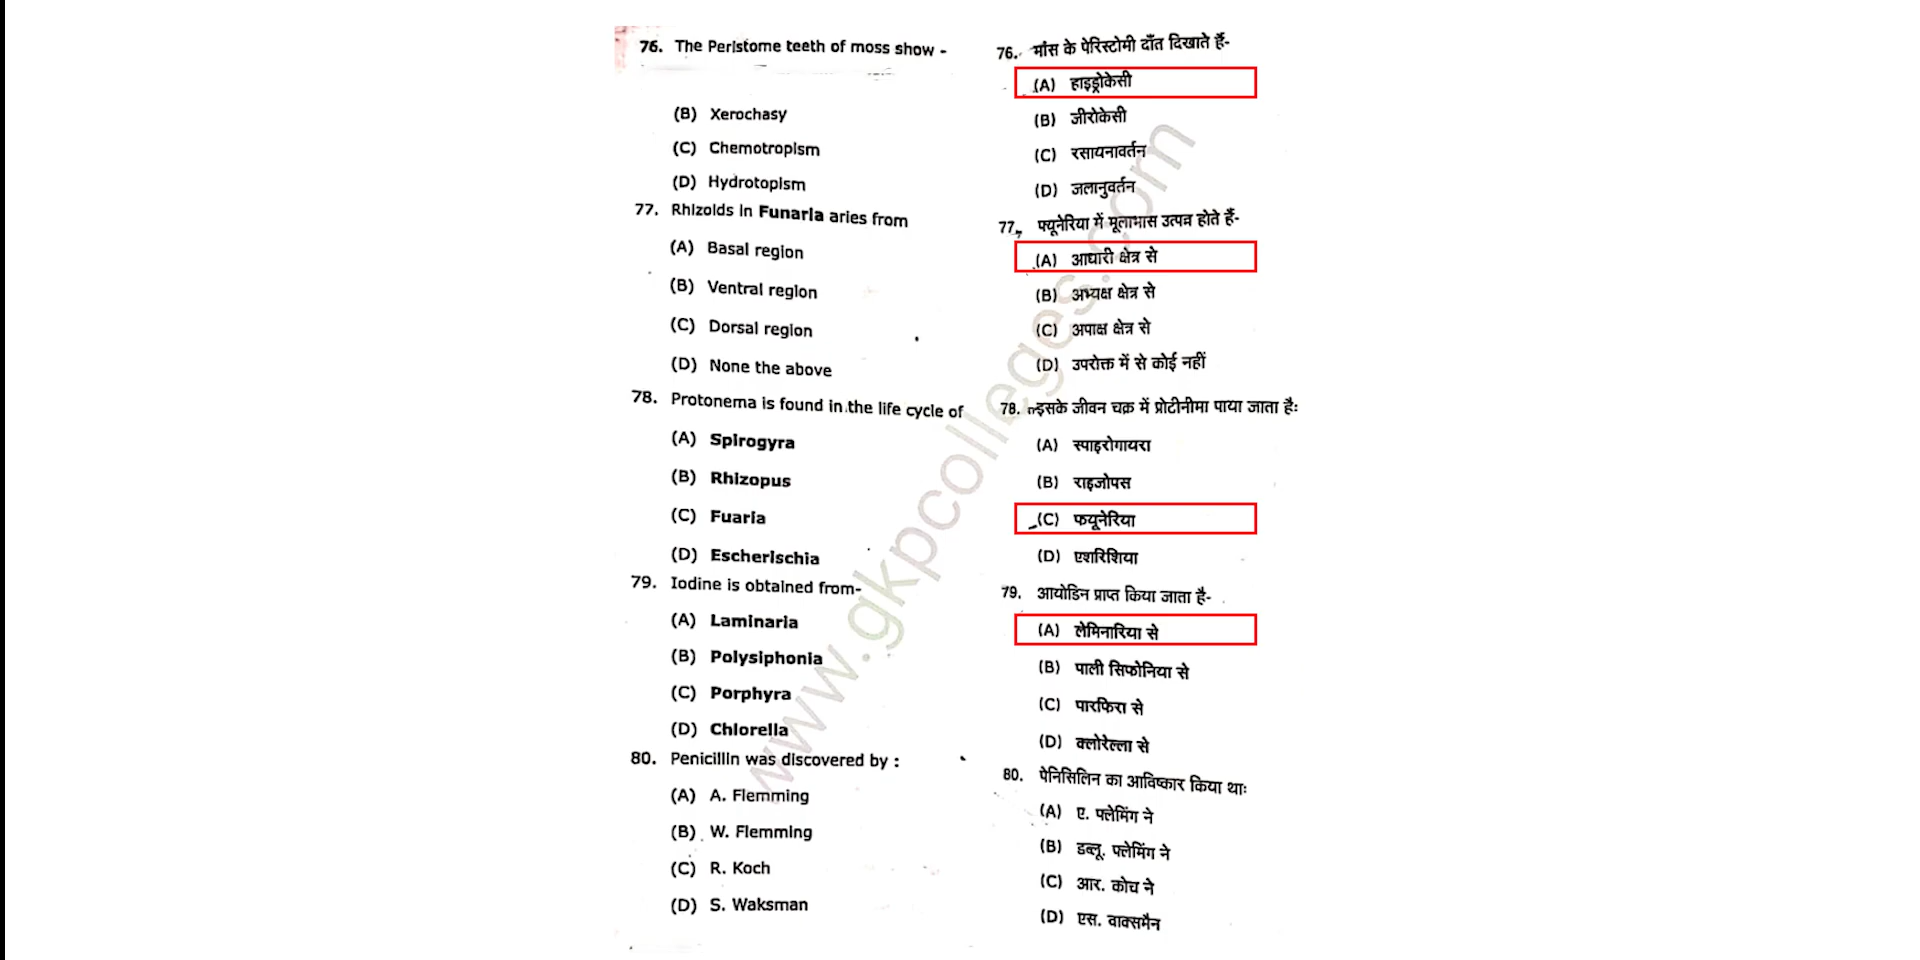 76. The Peristome teeth of moss show -
(B) Xerochasy
(C) Chemotropism
(D) Hydrotopism
77. Rhizoids in Funaria aries from
(A) Basal region
(B) Ventral region
(C) Dorsal region
(D) None the above
78. Protonema is found in the life cycle of
(A) Spirogyra
(B) Rhizopus
(C) Fuaria
(D) Escherischia
79. Iodine is obtained from-
(A) Laminaria
(B) Polysiphonia
(C) Porphyra
(D) Chlorella
80. Penicillin was discovered by :
(A) A. Flemming
(B) W. Flemming
(C) R. Koch
(D) S. Waksman
76. मॉस के पेरिस्टोमी दाँत दिखाते हैं-
(A) हाइड्रोकेसी
(B) जीरोकेसी
(C) रसायनावर्तन
(D) जलानुवर्तन
77. फ्यूनेरिया में मूलाभास उत्पन्न होते हैं-
(A) आधारी क्षेत्र से
(B) अभ्यक्ष क्षेत्र से
(C) अपाक्ष क्षेत्र से
(D) उपरोक्त में से कोई नहीं
78. इसके जीवन चक्र में प्रोटीनीमा पाया जाता हैः
(A) स्पाइरोगायरा
(B) राइजोपस
(C) फयूनेरिया
(D) एशरिशिया
79. आयोडिन प्राप्त किया जाता है-
(A) लेमिनारिया से
(B) पाली सिफोनिया से
(C) पारफिरा से
(D) क्लोरेल्ला से
80. पेनिसिलिन का आविष्कार किया थाः
(A) ए. फ्लेमिंग ने
(B) डब्लू. फ्लेमिंग ने
(C) आर. कोच ने
(D) एस. वाक्समैन
www.gkpcolleges.com